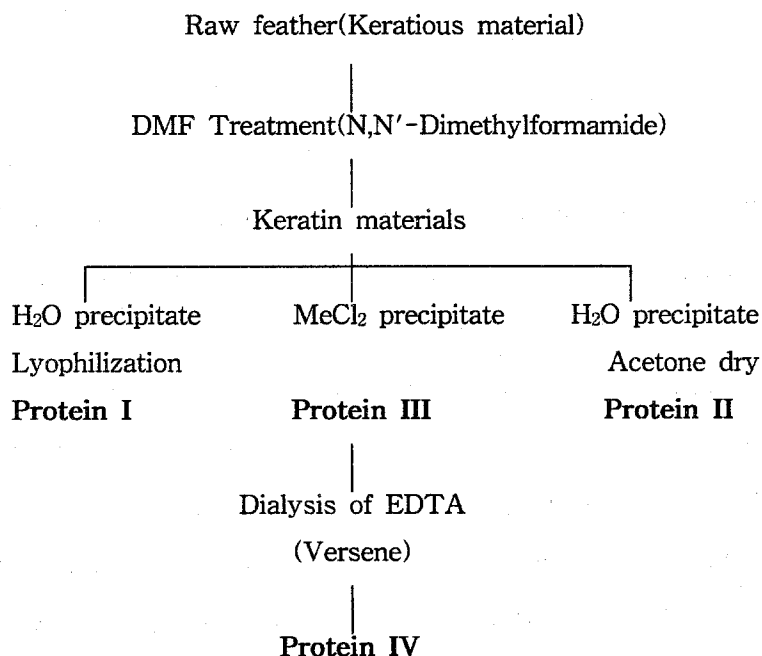 Raw feather(Keratious material)
DMF Treatment(N,N′-Dimethylformamide)
Keratin materials
H₂O precipitate MeCl₂ precipitate H₂O precipitate
Lyophilization Acetone dry
Protein I Protein III Protein II
Dialysis of EDTA
(Versene)
Protein IV